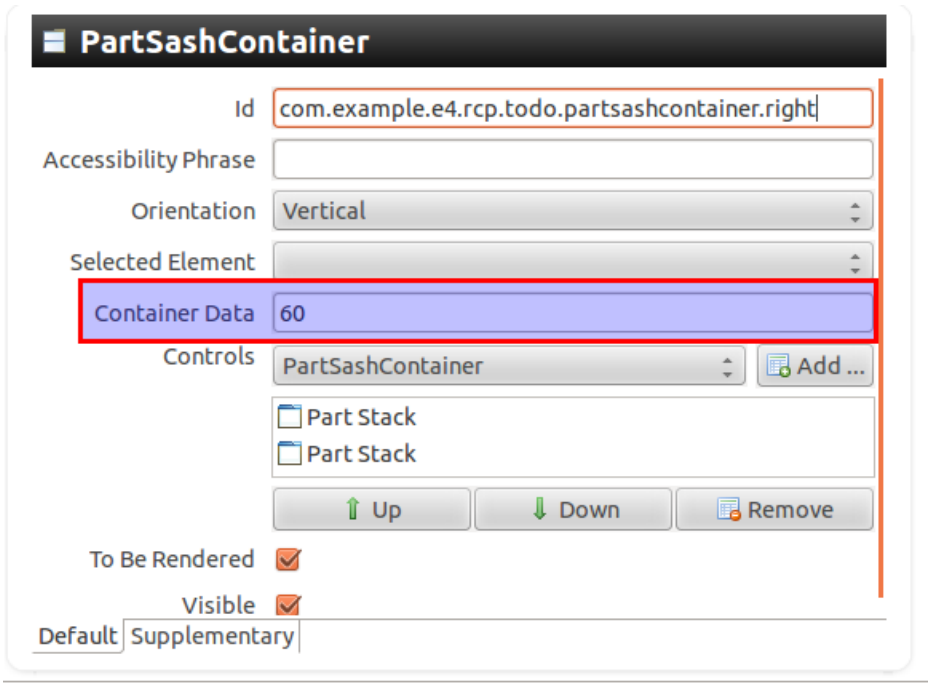 PartSashContainer
Id com.example.e4.rcp.todo.partsashcontainer.right
Accessibility Phrase
Orientation Vertical
Selected Element
Container Data 60
Controls PartSashContainer Add ...
Part Stack
Part Stack
Up Down Remove
To Be Rendered
Visible
Default Supplementary